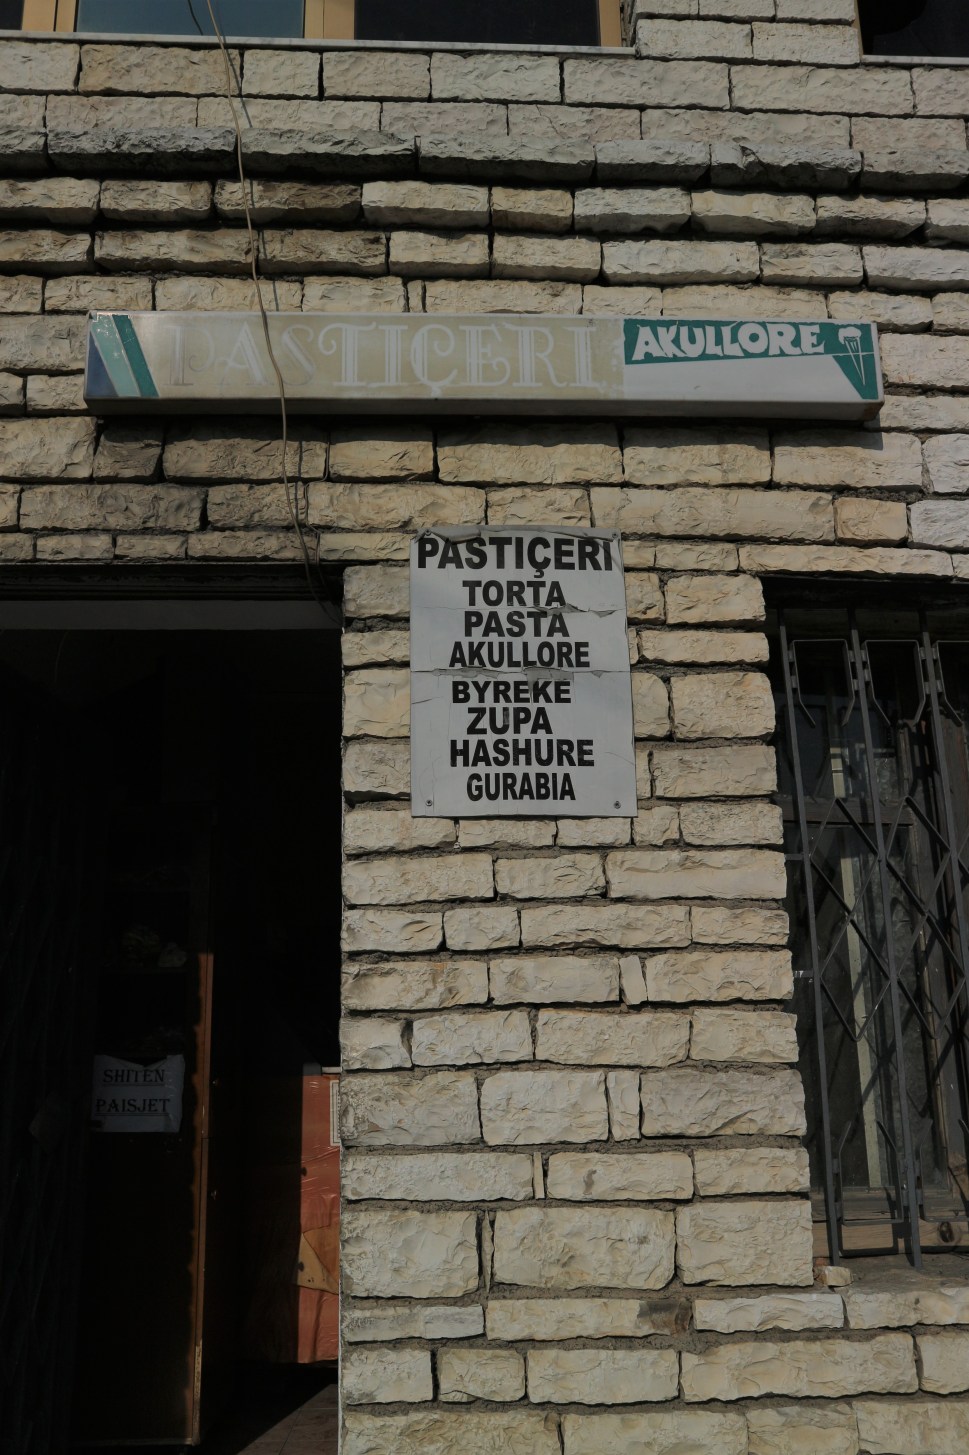 PASTIÇERI AKULLORE
PASTIÇERI
TORTA
PASTA
AKULLORE
BYREKE
ZUPA
HASHURE
GURABIA
SHITEN
PAISJET